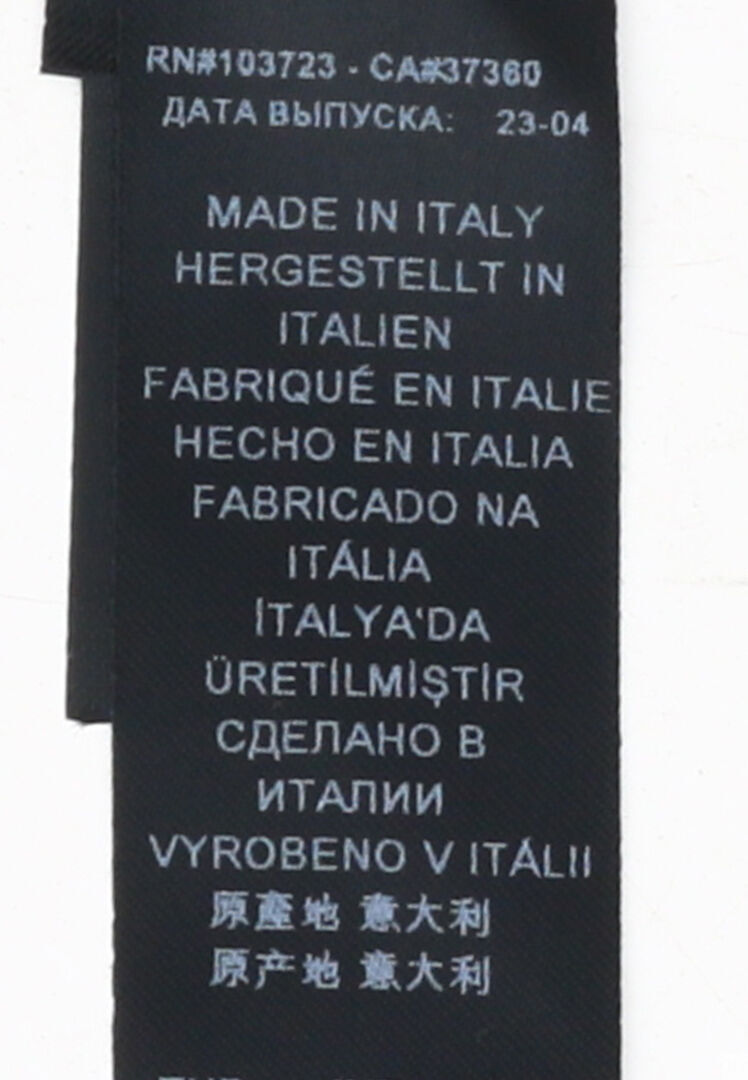 RN#103723 - CA#37360
ДАТА ВЫПУСКА: 23-04
MADE IN ITALY
HERGESTELLT IN
ITALIEN
FABRIQUÉ EN ITALIE
HECHO EN ITALIA
FABRICADO NA
ITÁLIA
İTALYA'DA
ÜRETİLMİŞTİR
СДЕЛАНО В
ИТАЛИИ
VYROBENO V ITÁLII
原產地 意大利
原产地 意大利